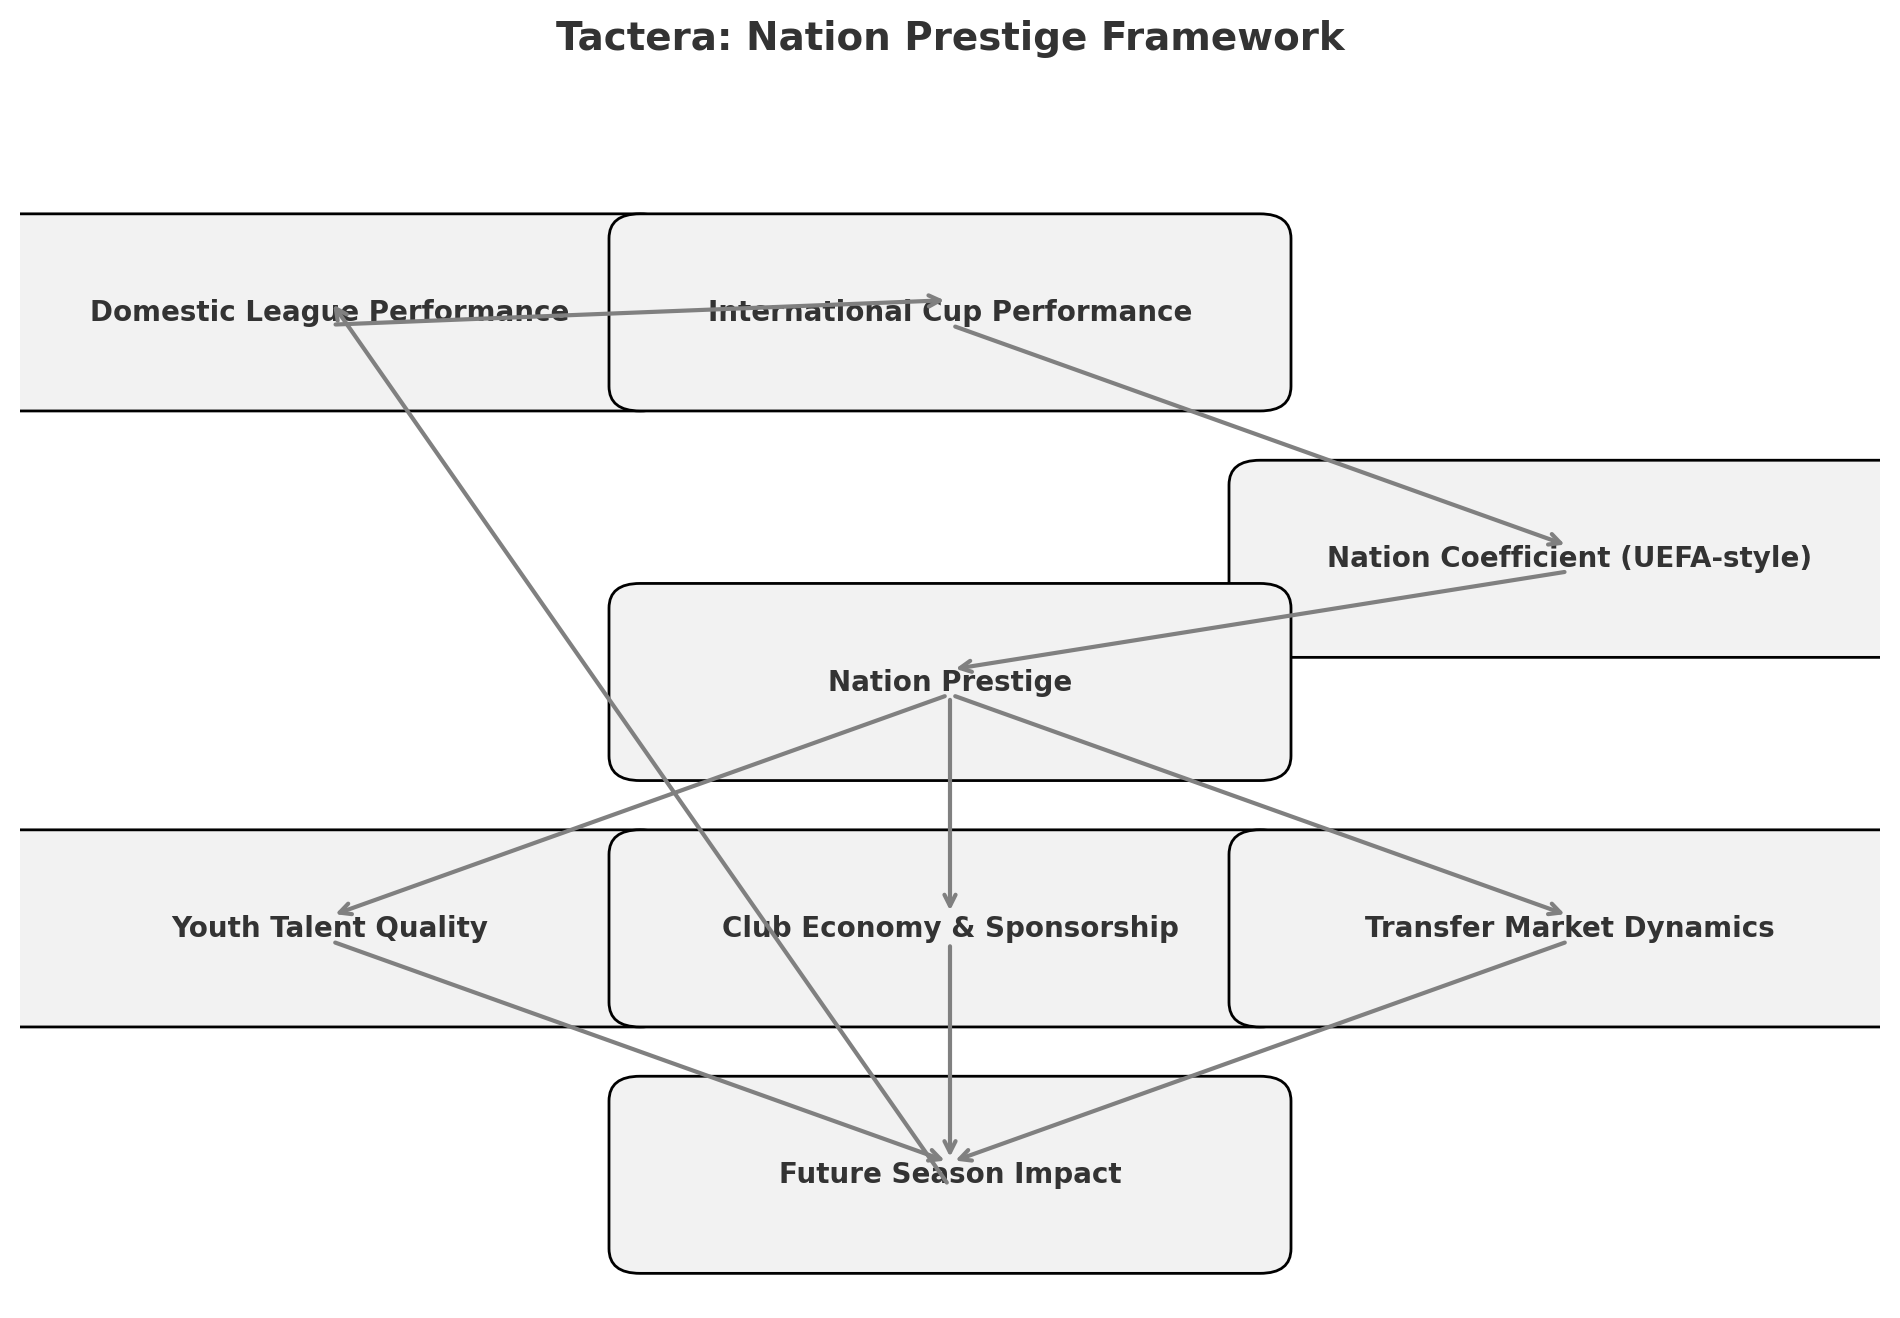 Tactera: Nation Prestige Framework
Domestic League Performance
International Cup Performance
Nation Coefficient (UEFA-style)
Nation Prestige
Youth Talent Quality
Club Economy & Sponsorship
Transfer Market Dynamics
Future Season Impact